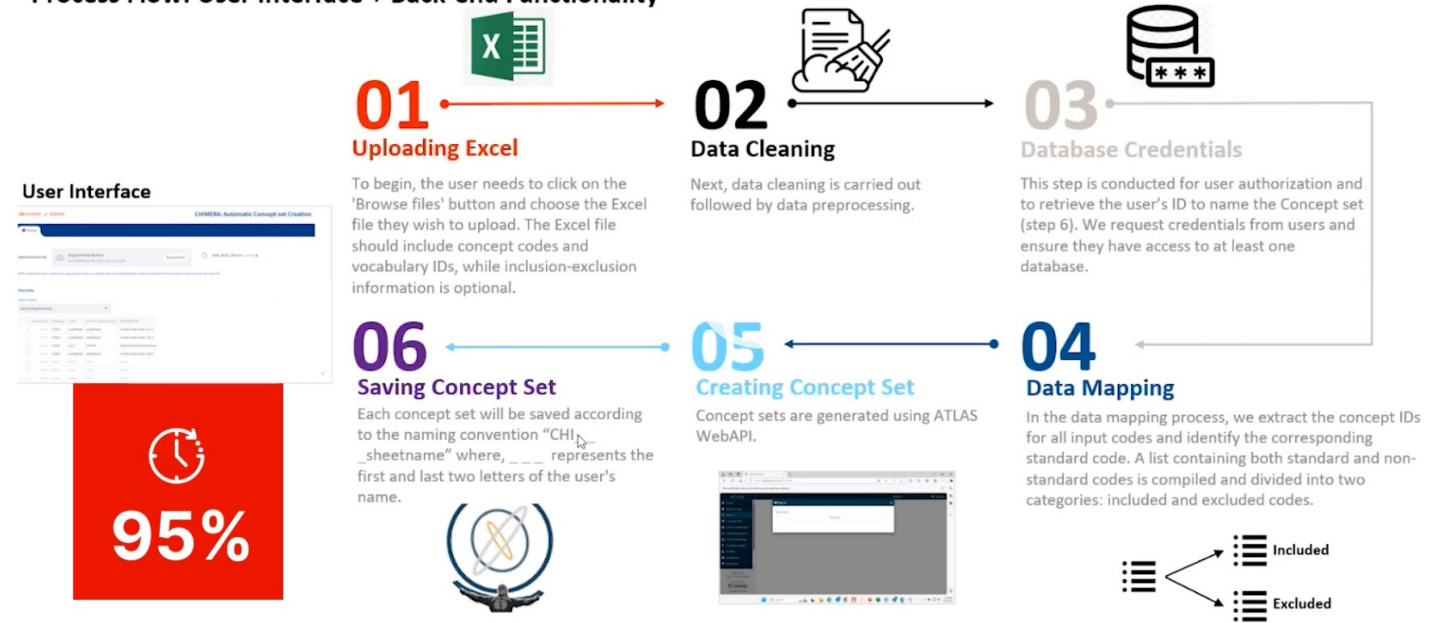 Process Flow: User Interface + Back-end Functionality
X
01
Uploading Excel
To begin, the user needs to click on the
'Browse files' button and choose the Excel
file they wish to upload. The Excel file
should include concept codes and
vocabulary IDs, while inclusion-exclusion
information is optional.
02
Data Cleaning
Next, data cleaning is carried out
followed by data preprocessing.
***
03
Database Credentials
This step is conducted for user authorization and
to retrieve the user's ID to name the Concept set
(step 6). We request credentials from users and
ensure they have access to at least one
database.
User Interface
CHIMERA: Automatic Concept set Creation
06
Saving Concept Set
Each concept set will be saved according
to the naming convention "CHI_ _
_sheetname" where, _ _ _ represents the
first and last two letters of the user's
name.
05
Creating Concept Set
Concept sets are generated using ATLAS
WebAPI.
04
Data Mapping
In the data mapping process, we extract the concept IDs
for all input codes and identify the corresponding
standard code. A list containing both standard and non-
standard codes is compiled and divided into two
categories: included and excluded codes.
95%
Included
Excluded